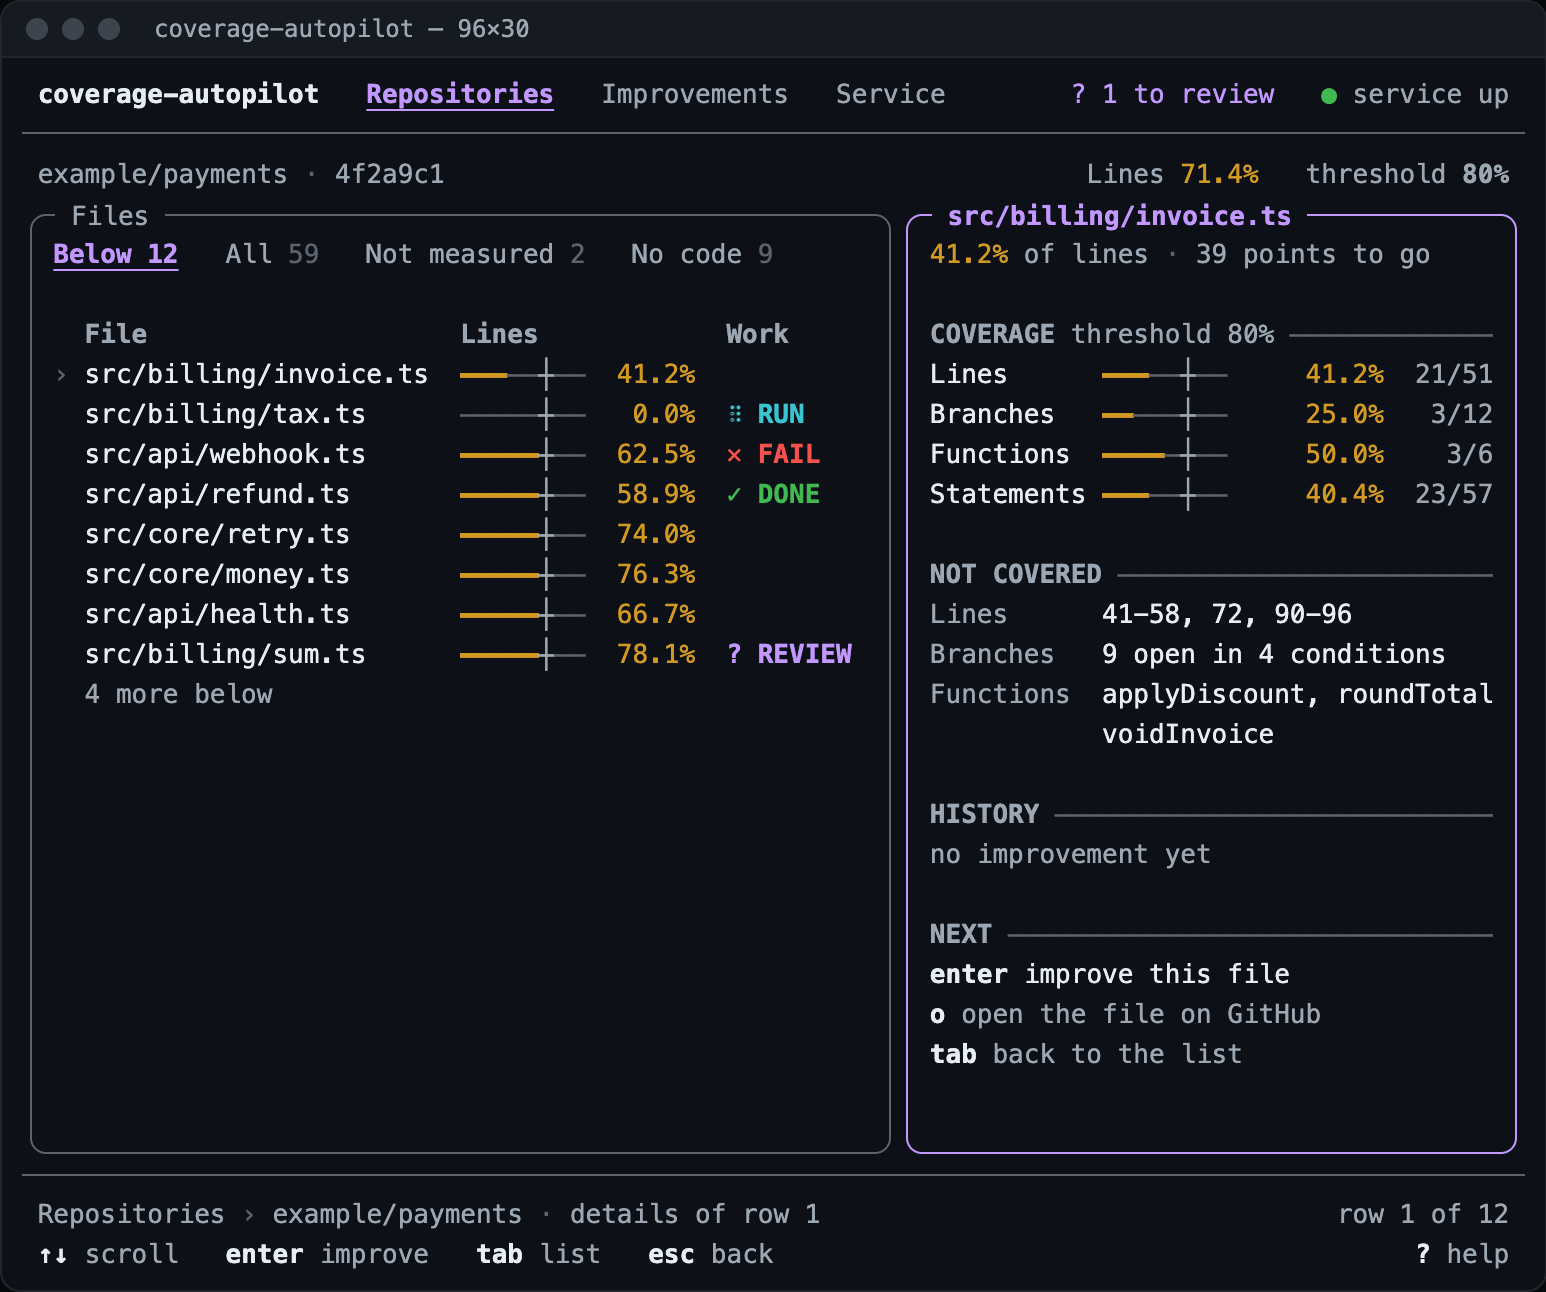 coverage-autopilot — 96×30
coverage-autopilot Repositories Improvements Service ? 1 to review ● service up
example/payments · 4f2a9c1 Lines 71.4% threshold 80%
Files
Below 12 All 59 Not measured 2 No code 9
File Lines Work
› src/billing/invoice.ts 41.2%
src/billing/tax.ts 0.0% ⠿ RUN
src/api/webhook.ts 62.5% × FAIL
src/api/refund.ts 58.9% ✓ DONE
src/core/retry.ts 74.0%
src/core/money.ts 76.3%
src/api/health.ts 66.7%
src/billing/sum.ts 78.1% ? REVIEW
4 more below
src/billing/invoice.ts
41.2% of lines · 39 points to go
COVERAGE threshold 80%
Lines 41.2% 21/51
Branches 25.0% 3/12
Functions 50.0% 3/6
Statements 40.4% 23/57
NOT COVERED
Lines 41–58, 72, 90–96
Branches 9 open in 4 conditions
Functions applyDiscount, roundTotal
voidInvoice
HISTORY
no improvement yet
NEXT
enter improve this file
o open the file on GitHub
tab back to the list
Repositories › example/payments · details of row 1 row 1 of 12
↑↓ scroll enter improve tab list esc back ? help